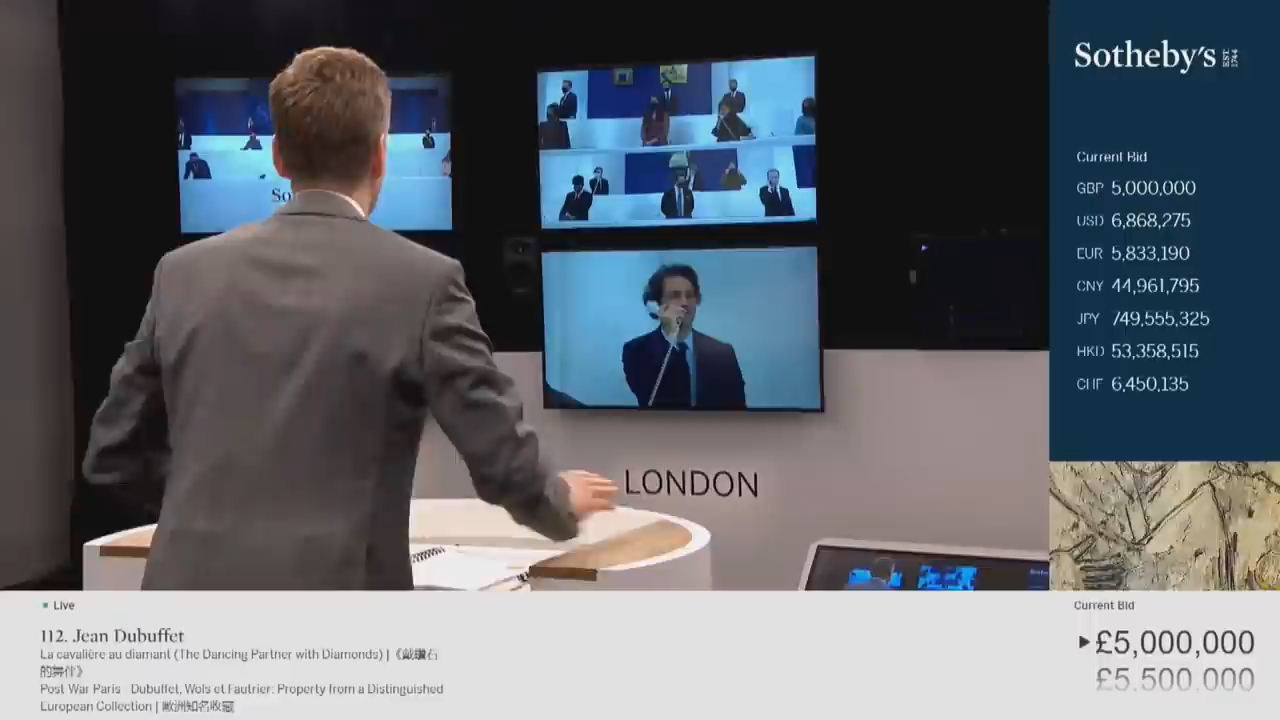 Sotheby's EST. 1744
Current Bid
GBP 5,000,000
USD 6,868,275
EUR 5,833,190
CNY 44,961,795
JPY 749,555,325
HKD 53,358,515
CHF 6,450,135
So
LONDON
Live
112. Jean Dubuffet
La cavalière au diamant (The Dancing Partner with Diamonds) | 《戴鑽石
的舞伴》
Post War Paris - Dubuffet, Wols et Fautrier: Property from a Distinguished
European Collection | 歐洲知名收藏
Current Bid
£5,000,000
£5,500,000